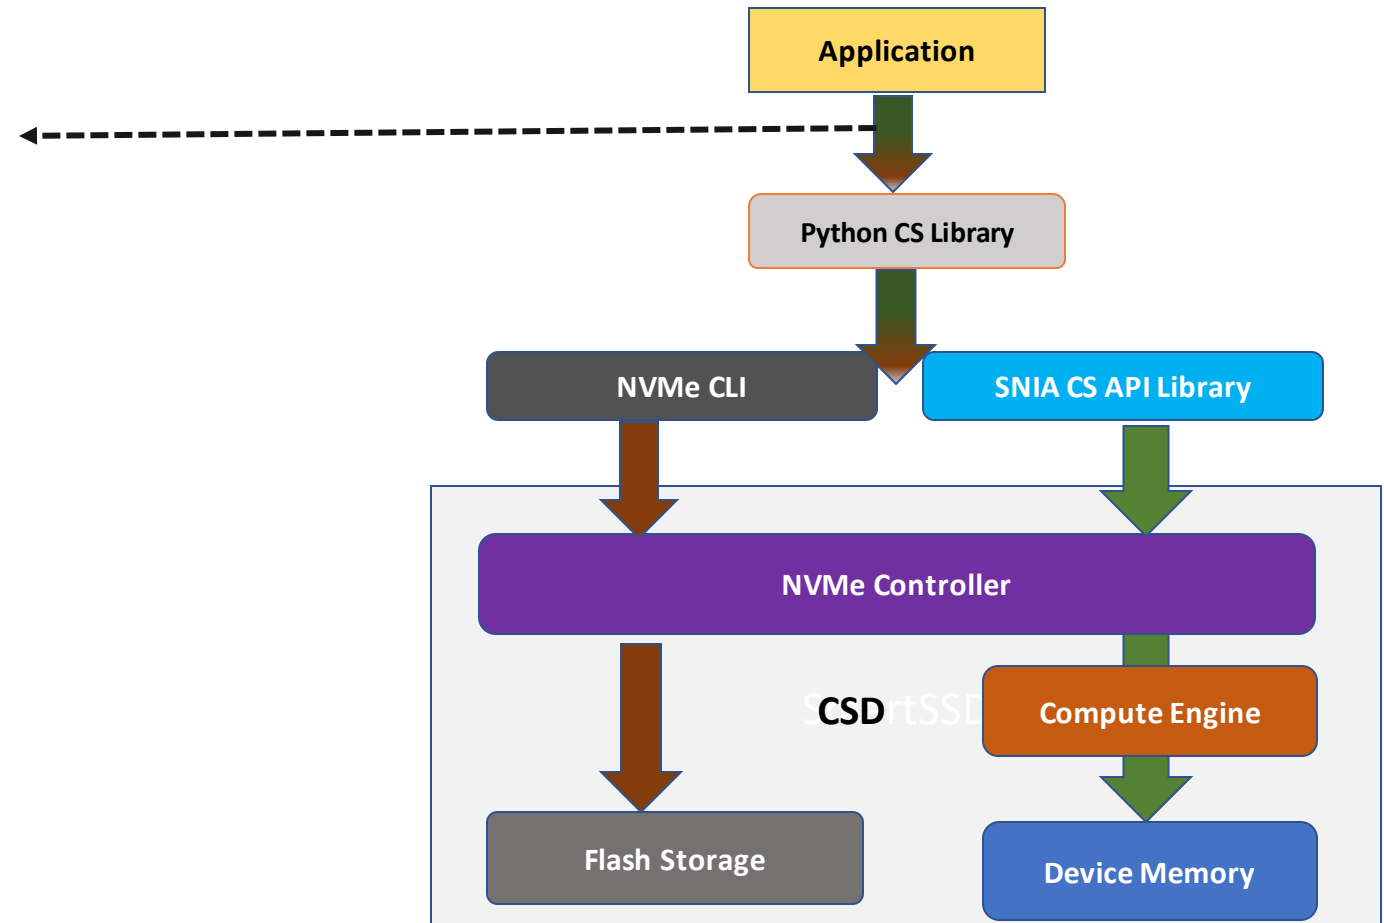 Application
Python CS Library
NVMe CLI
SNIA CS API Library
NVMe Controller
CSD
Compute Engine
Flash Storage
Device Memory